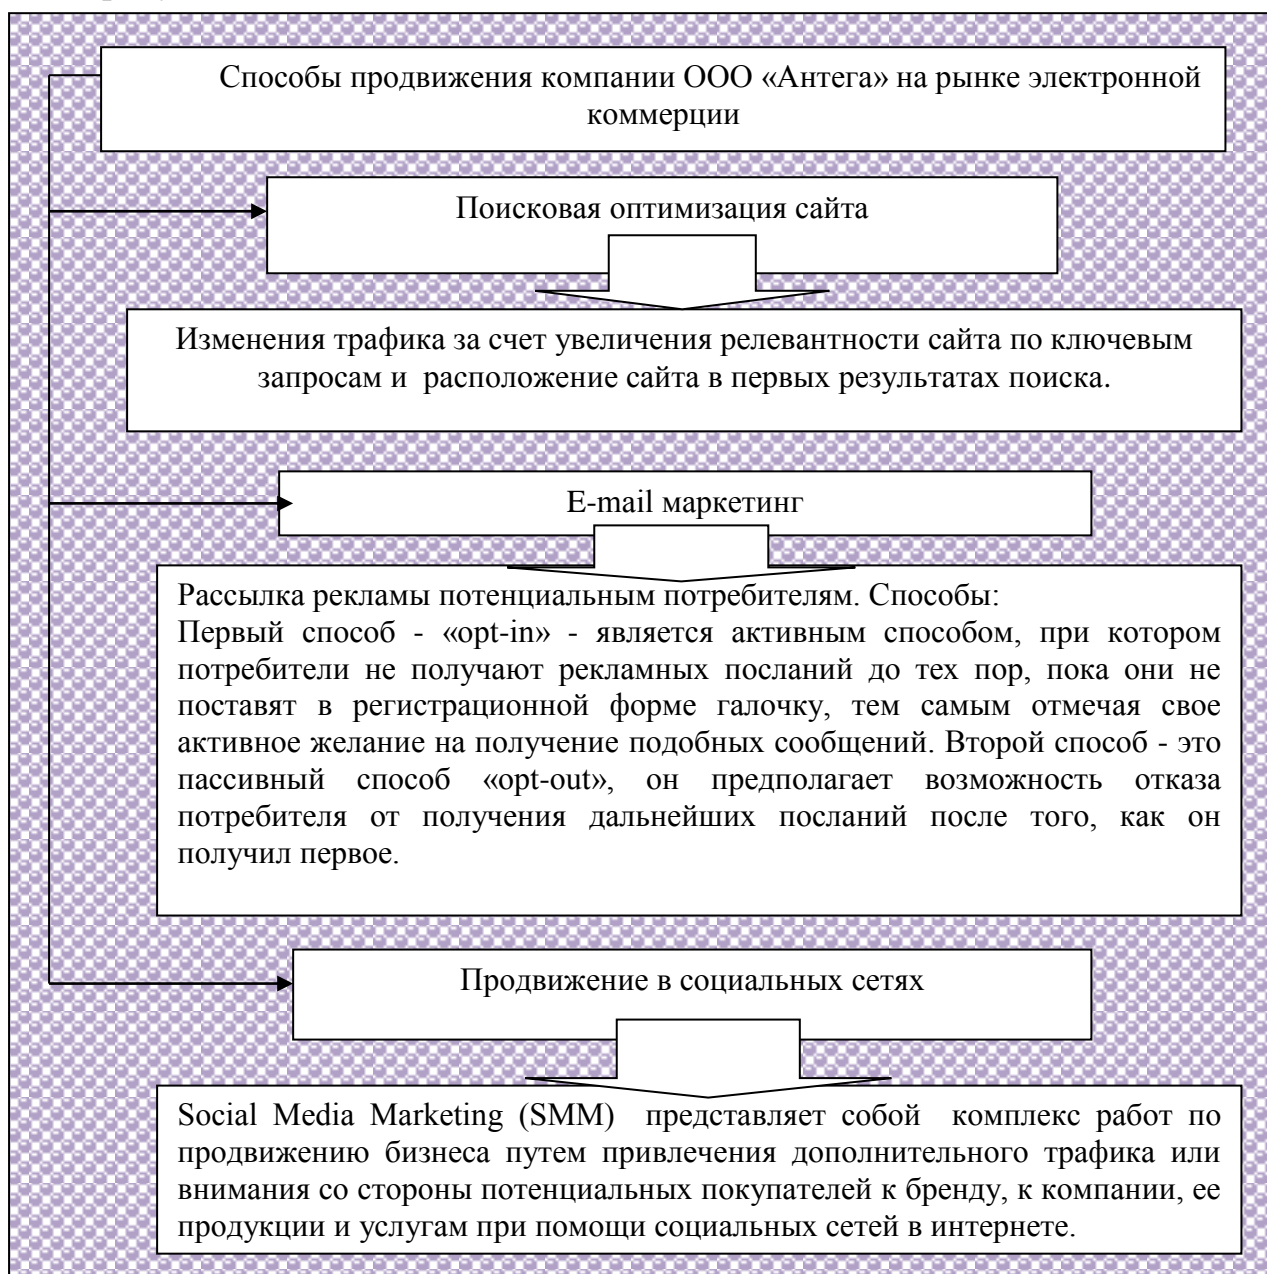 Способы продвижения компании ООО «Антега» на рынке электронной
коммерции
Поисковая оптимизация сайта
Изменения трафика за счет увеличения релевантности сайта по ключевым
запросам и расположение сайта в первых результатах поиска.
E-mail маркетинг
Рассылка рекламы потенциальным потребителям. Способы:
Первый способ - «opt-in» - является активным способом, при котором
потребители не получают рекламных посланий до тех пор, пока они не
поставят в регистрационной форме галочку, тем самым отмечая свое
активное желание на получение подобных сообщений. Второй способ - это
пассивный способ «opt-out», он предполагает возможность отказа
потребителя от получения дальнейших посланий после того, как он
получил первое.
Продвижение в социальных сетях
Social Media Marketing (SMM) представляет собой комплекс работ по
продвижению бизнеса путем привлечения дополнительного трафика или
внимания со стороны потенциальных покупателей к бренду, к компании, ее
продукции и услугам при помощи социальных сетей в интернете.